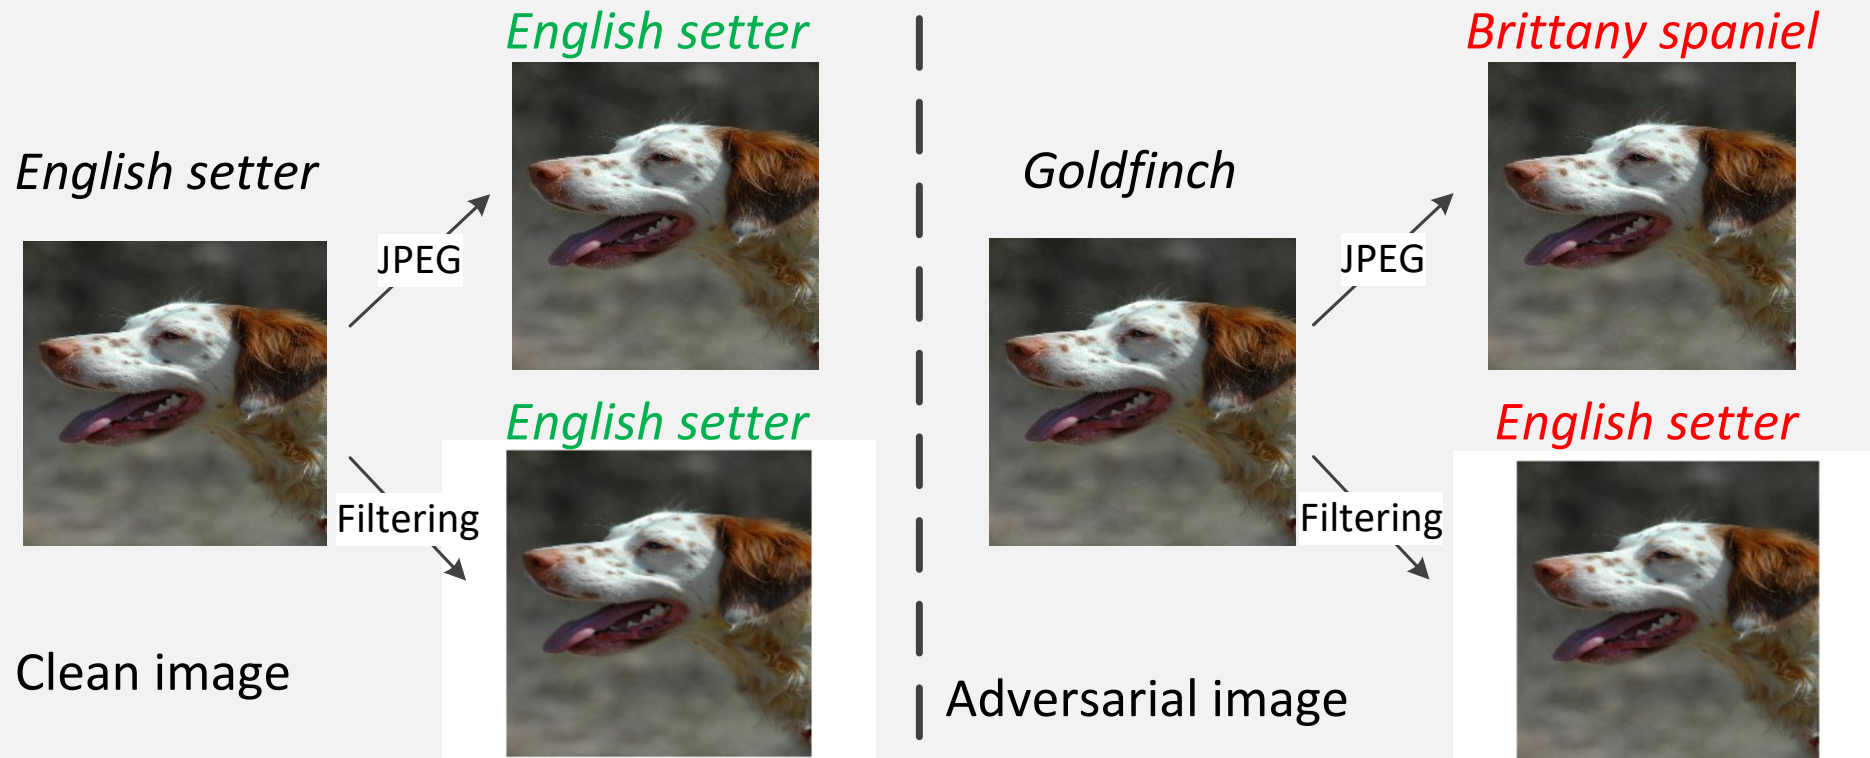 English setter
English setter
JPEG
English setter
Filtering
Clean image
Brittany spaniel
Goldfinch
JPEG
English setter
Filtering
Adversarial image